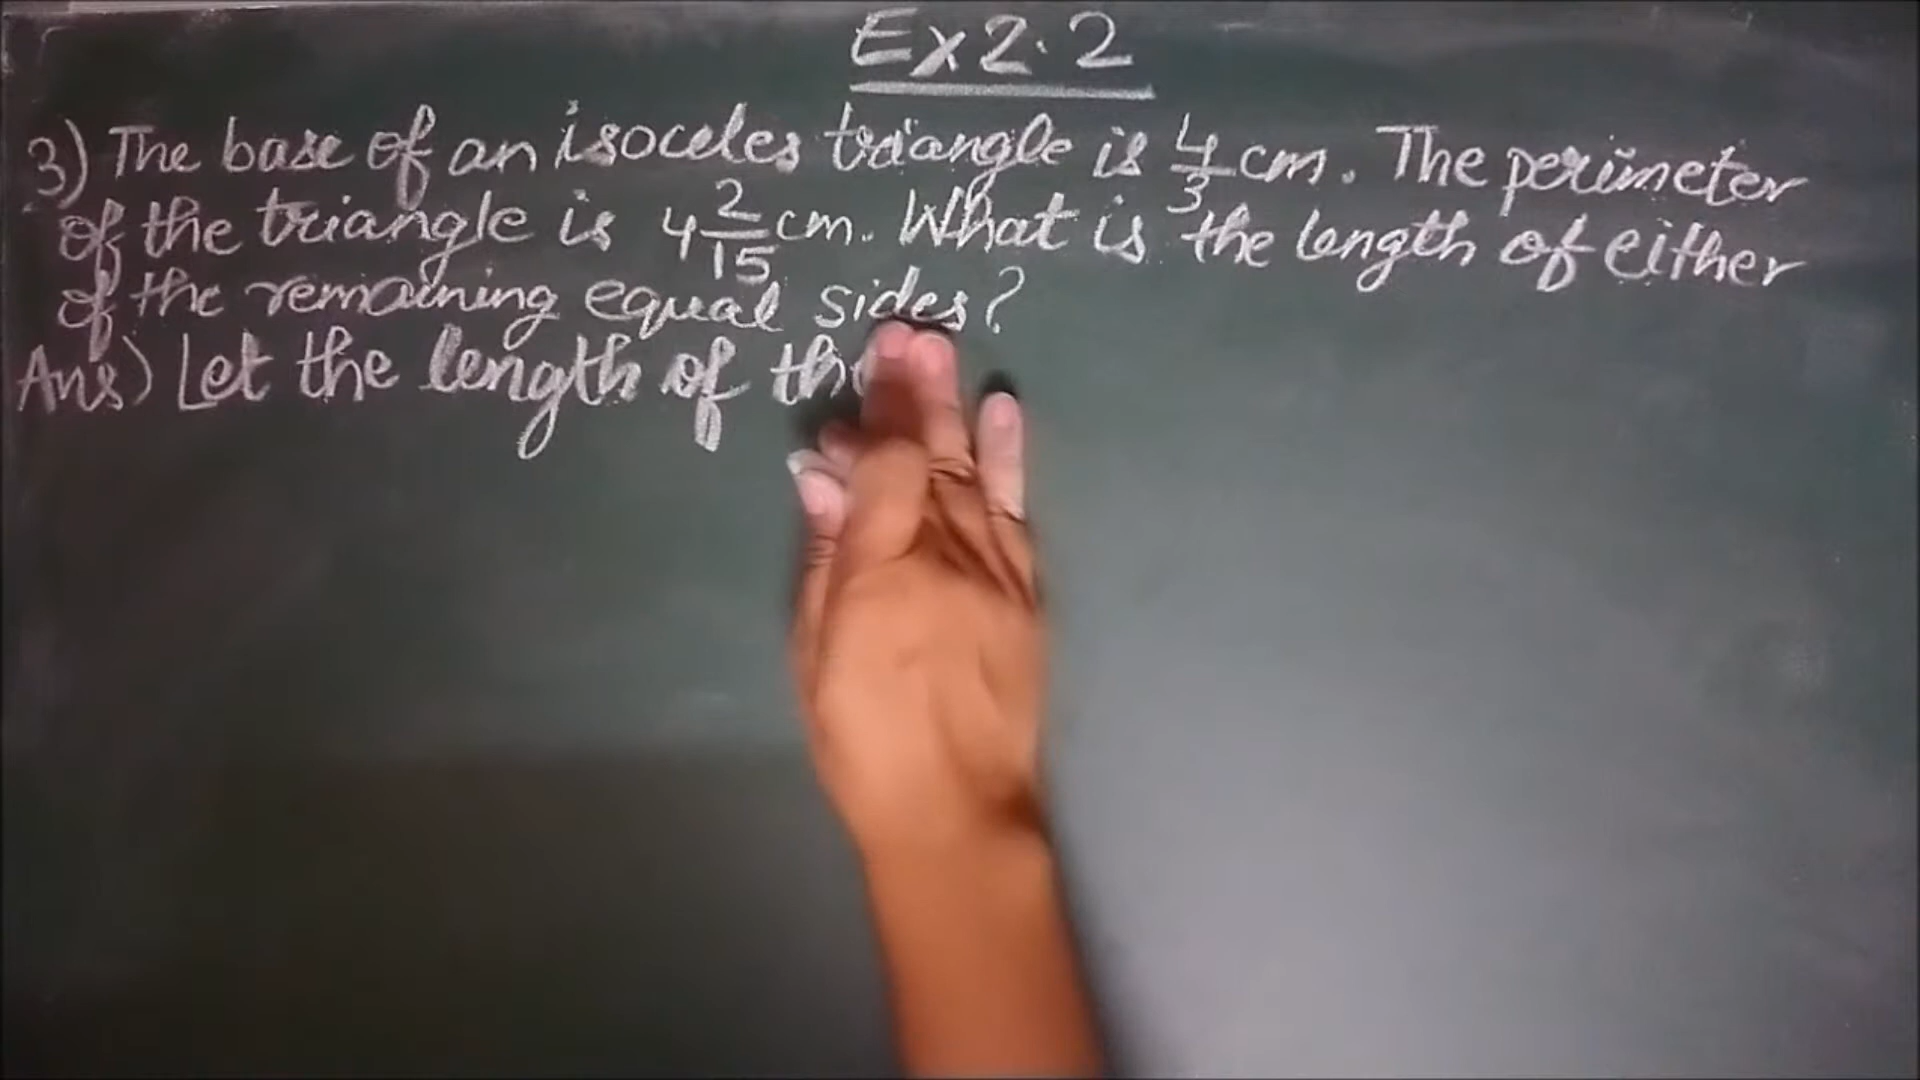 Ex 2.2
3) The base of an isoceles triangle is 4/3 cm. The perimeter
of the triangle is 4 2/15 cm. What is the length of either
of the remaining equal sides?
Ans) Let the length of the